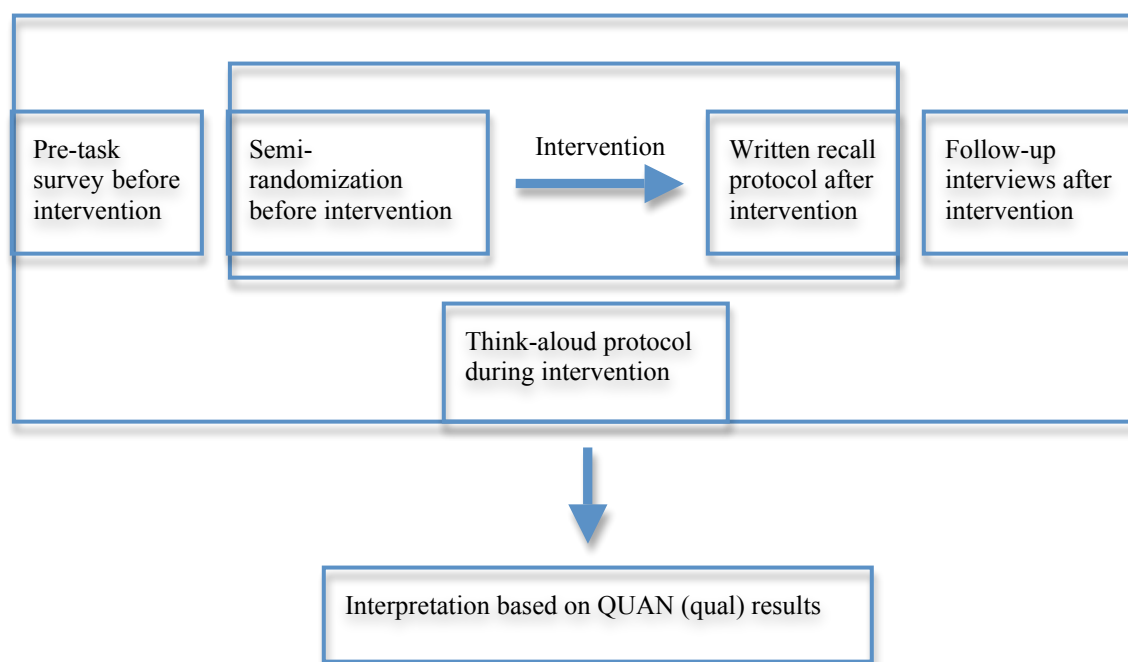 Pre-task
survey before
intervention
Semi-
randomization
before intervention
Intervention
Written recall
protocol after
intervention
Follow-up
interviews after
intervention
Think-aloud protocol
during intervention
Interpretation based on QUAN (qual) results